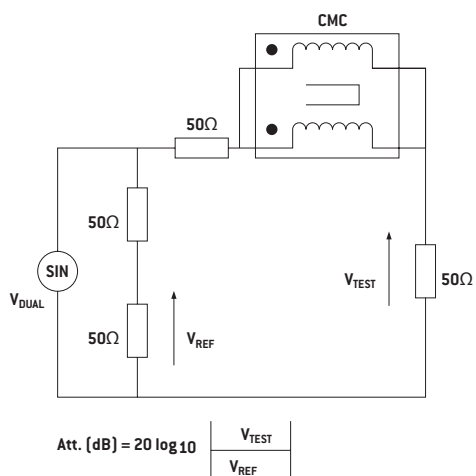 CMC
50Ω
50Ω
SIN
V_DUAL
50Ω
V_REF
V_TEST
50Ω
Att. (dB) = 20 log10 | V_TEST / V_REF |